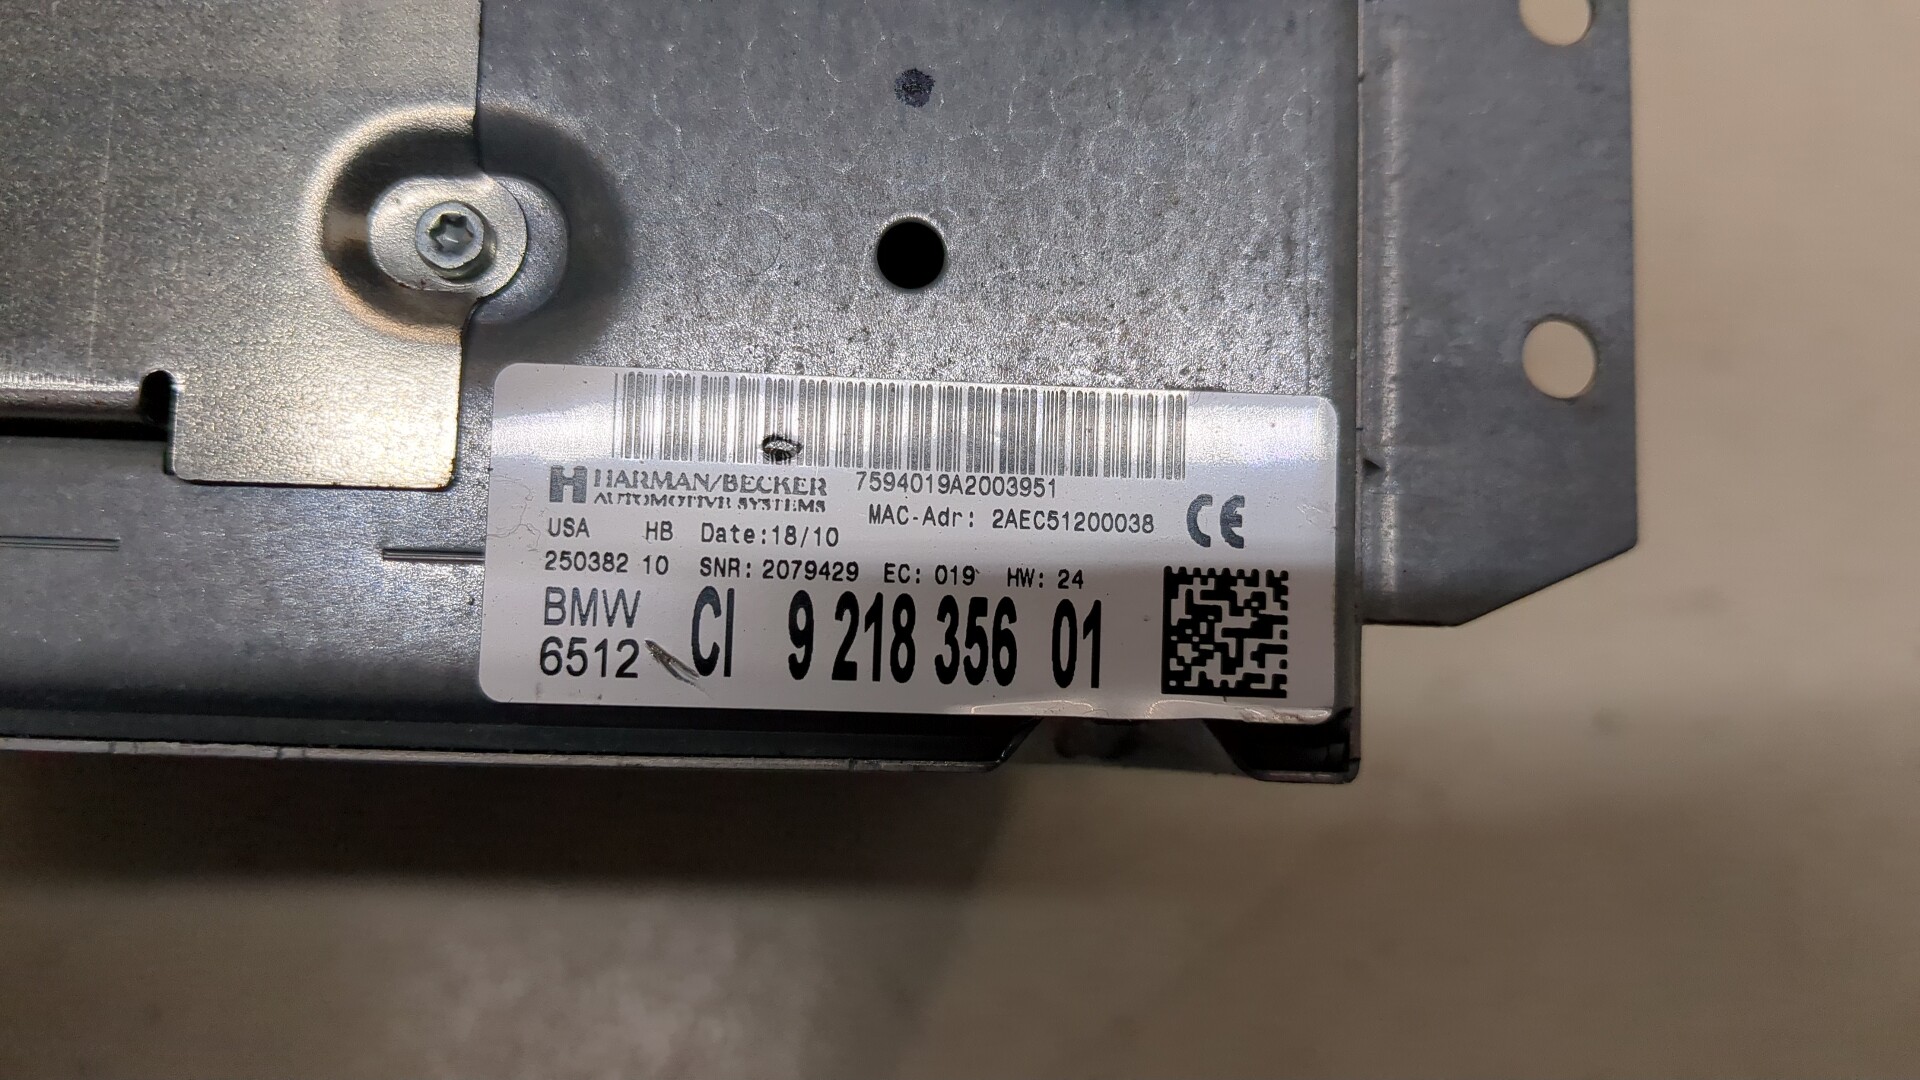 HARMAN/BECKER
AUTOMOTIVE SYSTEMS
7594019A2003951
MAC-Adr: 2AEC51200038
CE
USA HB Date:18/10
250382 10 SNR: 2079429 EC: 019 HW: 24
BMW
6512 CI 9 218 356 01